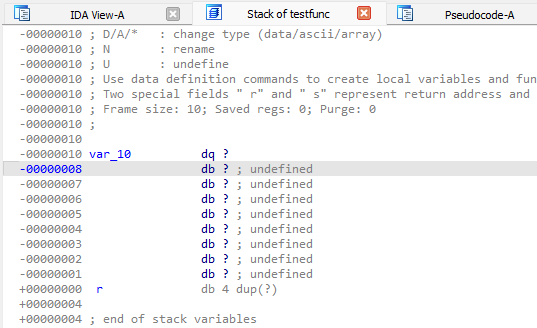 IDA View-A Stack of testfunc Pseudocode-A
-00000010 ; D/A/* : change type (data/ascii/array)
-00000010 ; N : rename
-00000010 ; U : undefine
-00000010 ; Use data definition commands to create local variables and fun
-00000010 ; Two special fields " r" and " s" represent return address and
-00000010 ; Frame size: 10; Saved regs: 0; Purge: 0
-00000010 ;
-00000010
-00000010 var_10 dq ?
-00000008 db ? ; undefined
-00000007 db ? ; undefined
-00000006 db ? ; undefined
-00000005 db ? ; undefined
-00000004 db ? ; undefined
-00000003 db ? ; undefined
-00000002 db ? ; undefined
-00000001 db ? ; undefined
+00000000 r db 4 dup(?)
+00000004
+00000004 ; end of stack variables